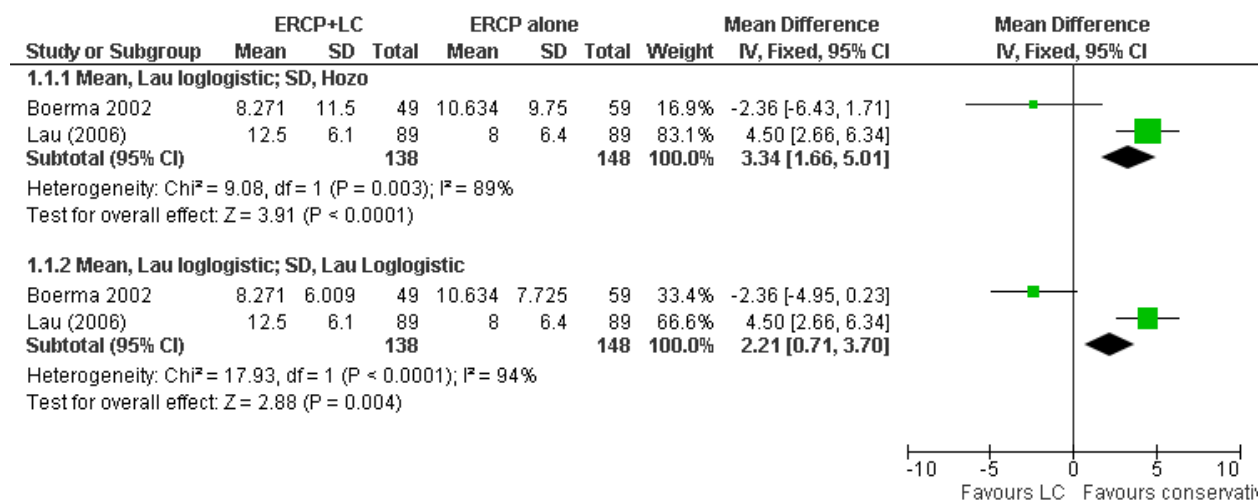 ERCP+LC ERCP alone Mean Difference Mean Difference
Study or Subgroup Mean SD Total Mean SD Total Weight IV, Fixed, 95% CI IV, Fixed, 95% CI
1.1.1 Mean, Lau loglogistic; SD, Hozo
Boerma 2002 8.271 11.5 49 10.634 9.75 59 16.9% -2.36 [-6.43, 1.71]
Lau (2006) 12.5 6.1 89 8 6.4 89 83.1% 4.50 [2.66, 6.34]
Subtotal (95% CI) 138 148 100.0% 3.34 [1.66, 5.01]
Heterogeneity: Chi² = 9.08, df = 1 (P = 0.003); I² = 89%
Test for overall effect: Z = 3.91 (P < 0.0001)
1.1.2 Mean, Lau loglogistic; SD, Lau Loglogistic
Boerma 2002 8.271 6.009 49 10.634 7.725 59 33.4% -2.36 [-4.95, 0.23]
Lau (2006) 12.5 6.1 89 8 6.4 89 66.6% 4.50 [2.66, 6.34]
Subtotal (95% CI) 138 148 100.0% 2.21 [0.71, 3.70]
Heterogeneity: Chi² = 17.93, df = 1 (P < 0.0001); I² = 94%
Test for overall effect: Z = 2.88 (P = 0.004)
-10 -5 0 5 10
Favours LC Favours conservativ